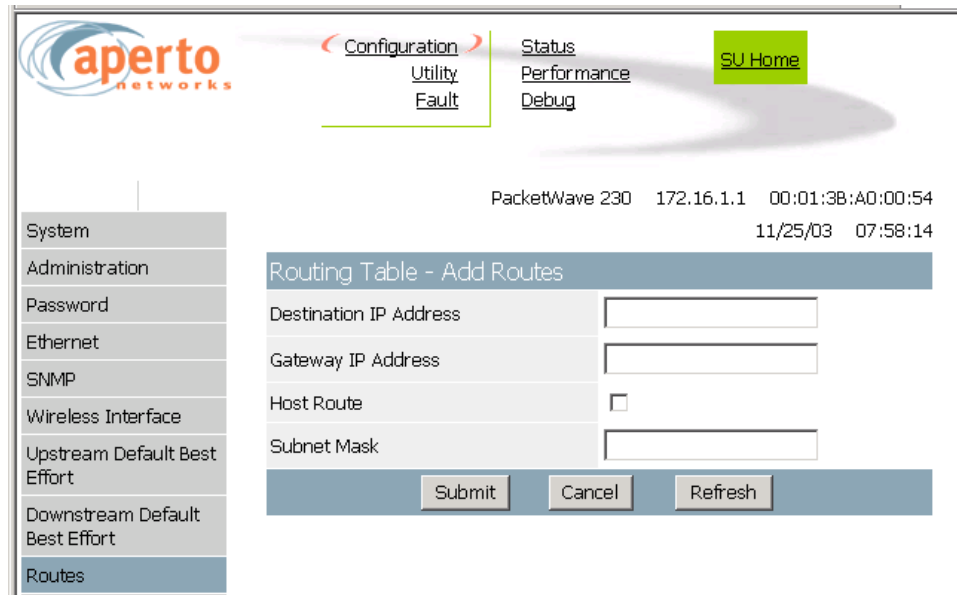 aperto
networks
Configuration Status
Utility Performance
Fault Debug
SU Home
PacketWave 230 172.16.1.1 00:01:3B:A0:00:54
11/25/03 07:58:14
System
Administration
Password
Ethernet
SNMP
Wireless Interface
Upstream Default Best
Effort
Downstream Default
Best Effort
Routes
Routing Table - Add Routes
Destination IP Address
Gateway IP Address
Host Route
Subnet Mask
Submit Cancel Refresh